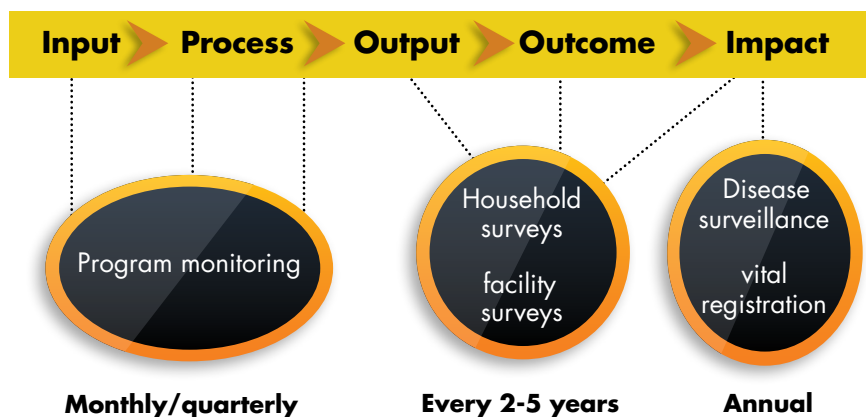 Input Process Output Outcome Impact
Program monitoring
Household
surveys
facility
surveys
Disease
surveillance
vital
registration
Monthly/quarterly Every 2-5 years Annual